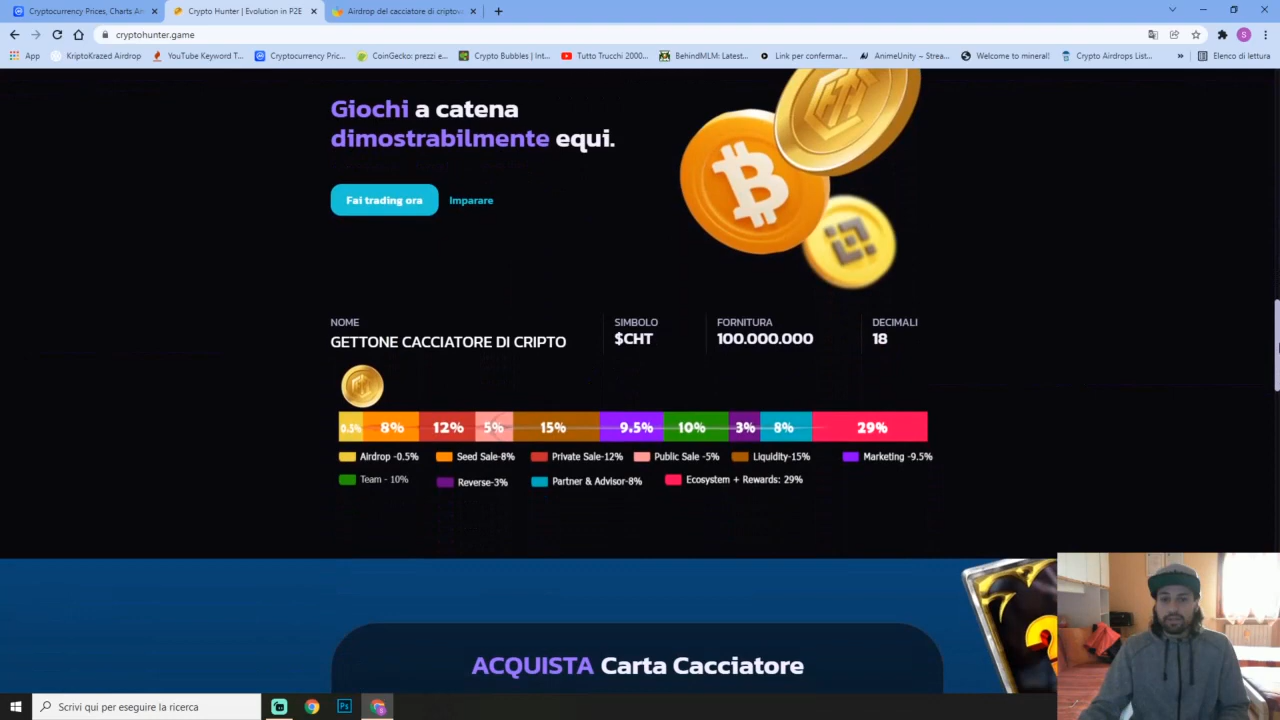 Cryptocurrency Prices, Charts An
Crypto Hunter | Evolution in P2E
Airdrop del cacciatore di criptov
cryptohunter.game
App
KriptoKrazed Airdrop
YouTube Keyword T...
Cryptocurrency Pric...
CoinGecko: prezzi e...
Crypto Bubbles | Int...
Tutto Trucchi 2000...
BehindMLM: Latest...
Link per confermar...
AnimeUnity ~ Strea...
Welcome to mineral!
Crypto Airdrops List...
»
Elenco di lettura
Giochi a catena
dimostrabilmente equi.
Fai trading ora
Imparare
NOME
SIMBOLO
FORNITURA
DECIMALI
GETTONE CACCIATORE DI CRIPTO
$CHT
100.000.000
18
0.5% 8% 12% 5% 15% 9.5% 10% 3% 8% 29%
Airdrop -0.5%
Seed Sale-8%
Private Sale-12%
Public Sale -5%
Liquidity-15%
Marketing -9.5%
Team - 10%
Reverse-3%
Partner & Advisor-8%
Ecosystem + Rewards: 29%
ACQUISTA Carta Cacciatore
Scrivi qui per eseguire la ricerca
Ps